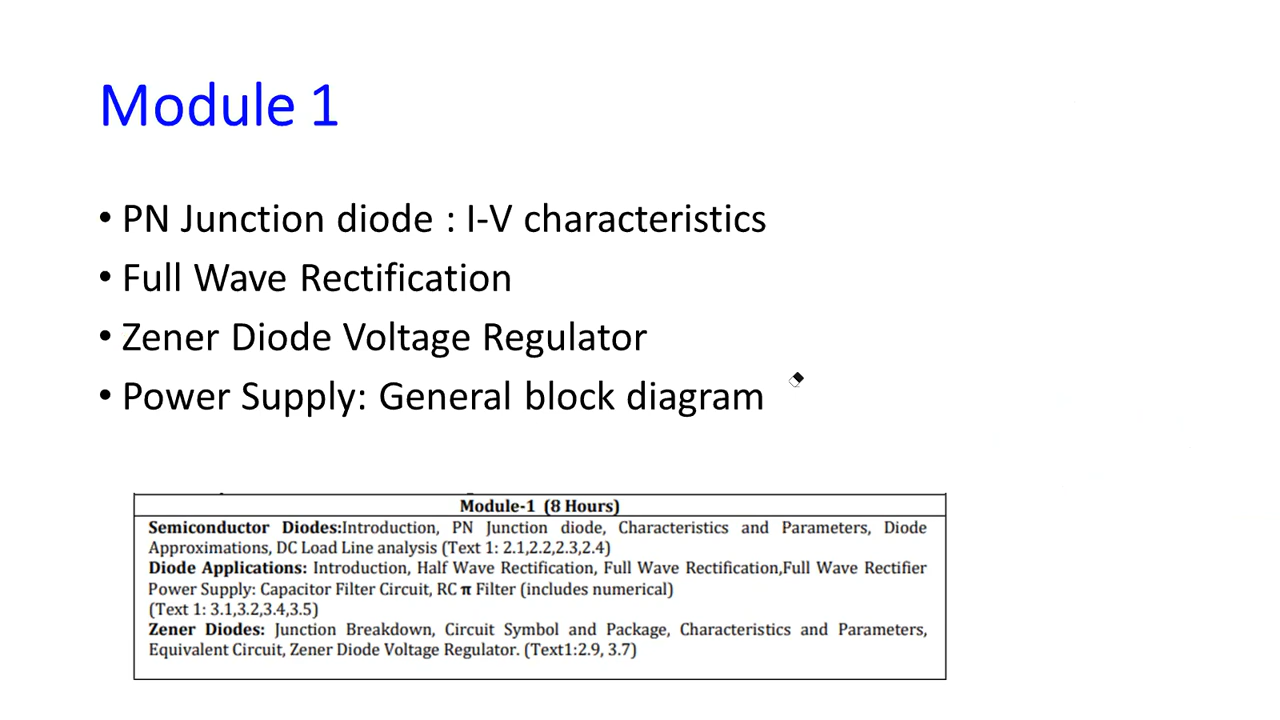 Module 1
• PN Junction diode : I-V characteristics
• Full Wave Rectification
• Zener Diode Voltage Regulator
• Power Supply: General block diagram
Module-1 (8 Hours)
Semiconductor Diodes:Introduction, PN Junction diode, Characteristics and Parameters, Diode
Approximations, DC Load Line analysis (Text 1: 2.1,2.2,2.3,2.4)
Diode Applications: Introduction, Half Wave Rectification, Full Wave Rectification,Full Wave Rectifier
Power Supply: Capacitor Filter Circuit, RC π Filter (includes numerical)
(Text 1: 3.1,3.2,3.4,3.5)
Zener Diodes: Junction Breakdown, Circuit Symbol and Package, Characteristics and Parameters,
Equivalent Circuit, Zener Diode Voltage Regulator. (Text1:2.9, 3.7)